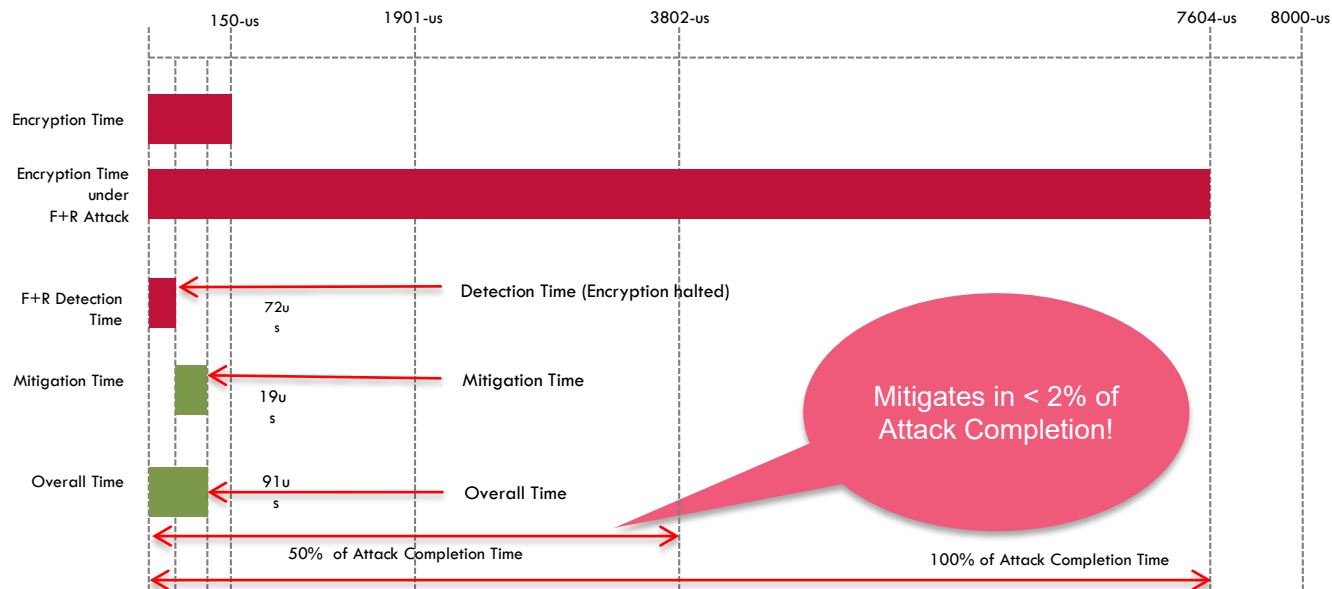 150-us
1901-us
3802-us
7604-us
8000-us
Encryption Time
Encryption Time
under
F+R Attack
F+R Detection
Time
72u
s
Detection Time (Encryption halted)
Mitigation Time
19u
s
Mitigation Time
Mitigates in < 2% of
Attack Completion!
Overall Time
91u
s
Overall Time
50% of Attack Completion Time
100% of Attack Completion Time